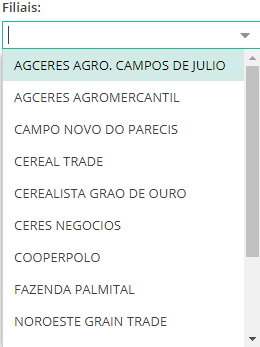 Filiais:
AGCERES AGRO. CAMPOS DE JULIO
AGCERES AGROMERCANTIL
CAMPO NOVO DO PARECIS
CEREAL TRADE
CEREALISTA GRAO DE OURO
CERES NEGOCIOS
COOPERPOLO
FAZENDA PALMITAL
NOROESTE GRAIN TRADE